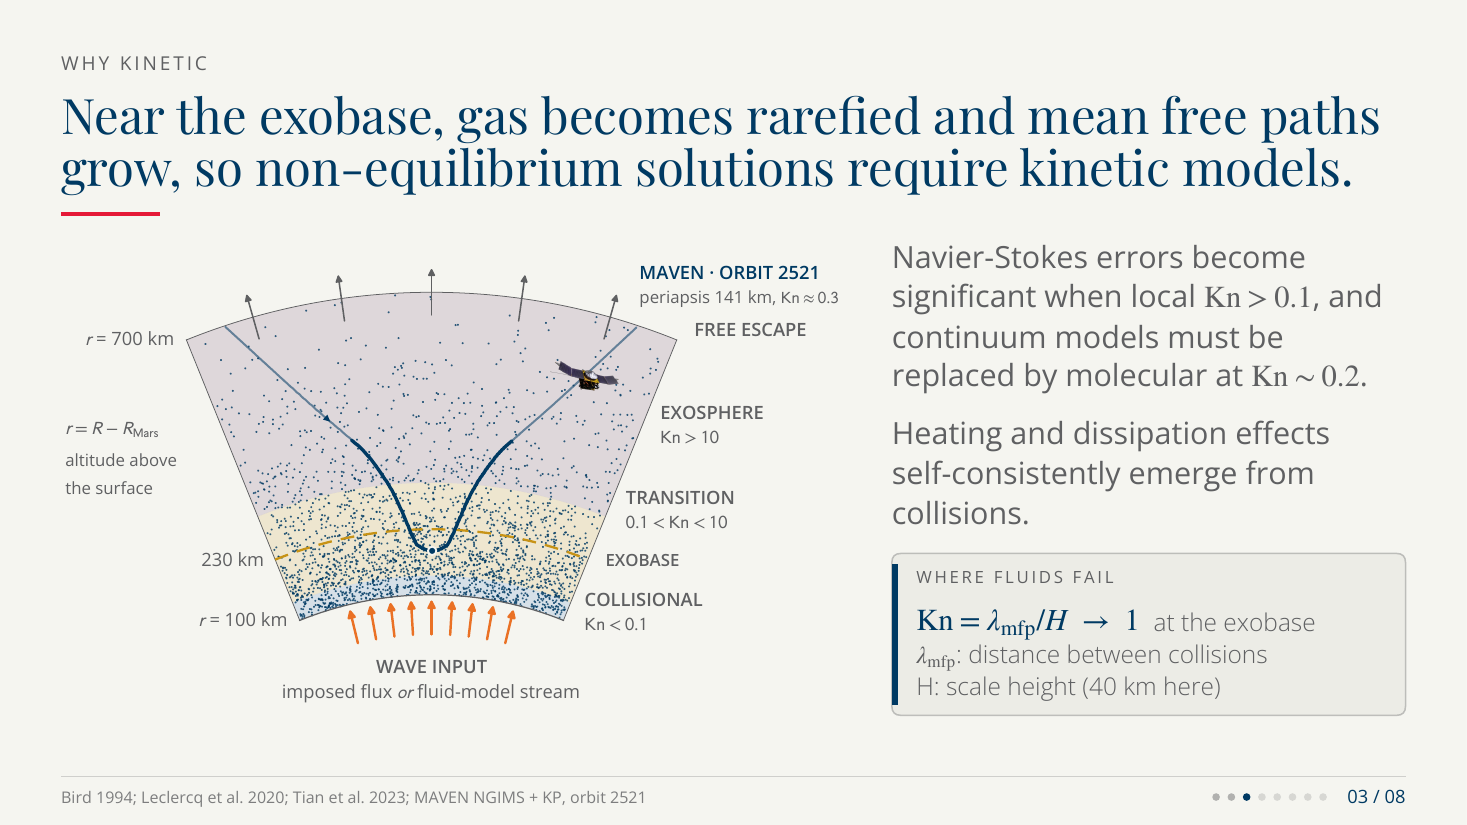 WHY KINETIC
Near the exobase, gas becomes rarefied and mean free paths
grow, so non-equilibrium solutions require kinetic models.
MAVEN · ORBIT 2521
periapsis 141 km, Kn ≈ 0.3
FREE ESCAPE
r = 700 km
EXOSPHERE
Kn > 10
r = R − R_Mars
altitude above
the surface
TRANSITION
0.1 < Kn < 10
230 km
EXOBASE
COLLISIONAL
Kn < 0.1
r = 100 km
WAVE INPUT
imposed flux or fluid-model stream
Navier-Stokes errors become
significant when local Kn > 0.1, and
continuum models must be
replaced by molecular at Kn ~ 0.2.
Heating and dissipation effects
self-consistently emerge from
collisions.
WHERE FLUIDS FAIL
Kn = λ_mfp/H → 1 at the exobase
λ_mfp: distance between collisions
H: scale height (40 km here)
Bird 1994; Leclercq et al. 2020; Tian et al. 2023; MAVEN NGIMS + KP, orbit 2521
03 / 08